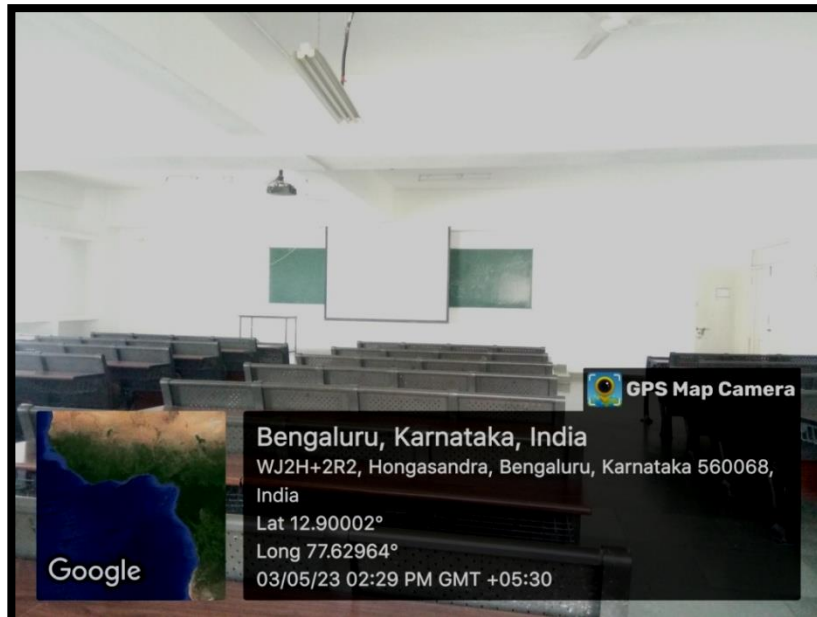 GPS Map Camera
Bengaluru, Karnataka, India
WJ2H+2R2, Hongasandra, Bengaluru, Karnataka 560068,
India
Lat 12.90002°
Long 77.62964°
03/05/23 02:29 PM GMT +05:30
Google